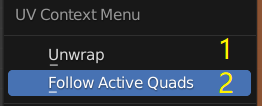 UV Context Menu
Unwrap 1
Follow Active Quads 2